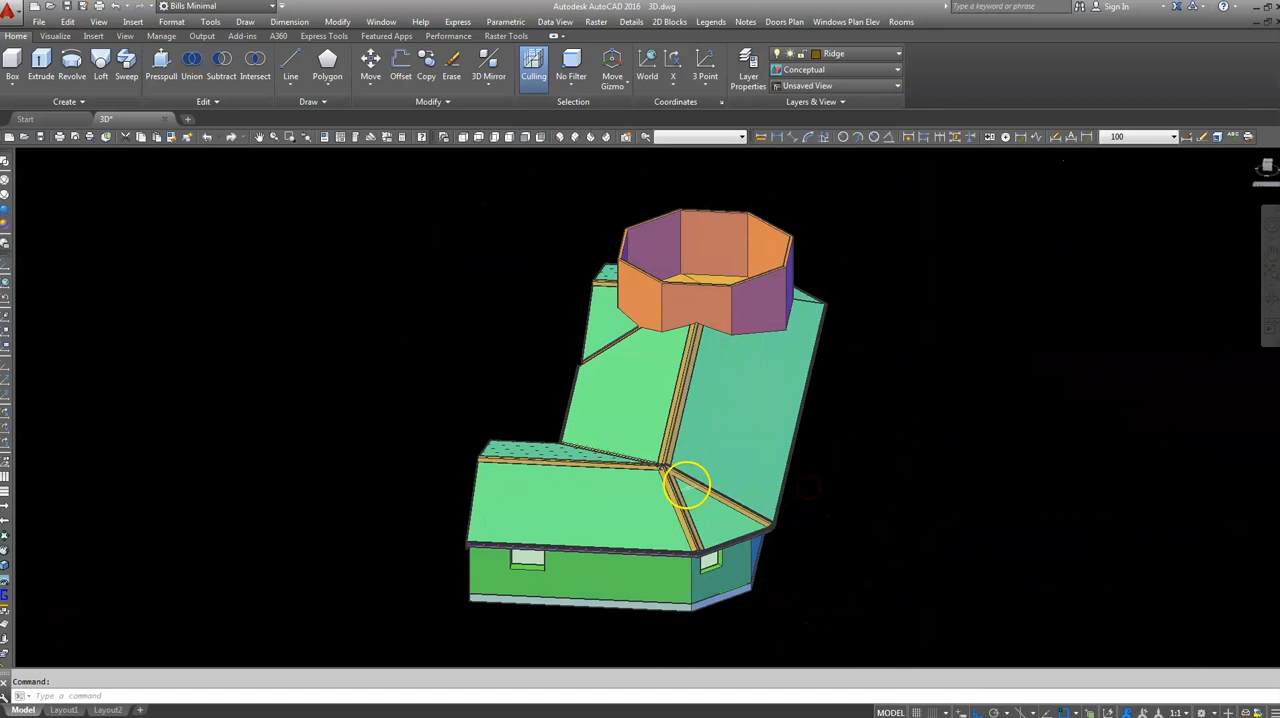 Bills Minimal
Autodesk AutoCAD 2016   3D.dwg
Type a keyword or phrase
Sign In
File Edit View Insert Format Tools Draw Dimension Modify Window Help Express Parametric Data View Raster Details 2D Blocks Legends Notes Doors Plan Windows Plan Elev Rooms
Home Visualize Insert View Manage Output Add-ins A360 Express Tools Featured Apps Performance Raster Tools
Ridge
Conceptual
Unsaved View
Box Extrude Revolve Loft Sweep Presspull Union Subtract Intersect Line Polygon Move Offset Copy Erase 3D Mirror Culling No Filter Move Gizmo World X 3 Point Layer Properties
Create Edit Draw Modify Selection Coordinates Layers & View
Start 3D*
100
Command:
Type a command
Model Layout1 Layout2 +
MODEL 1:1